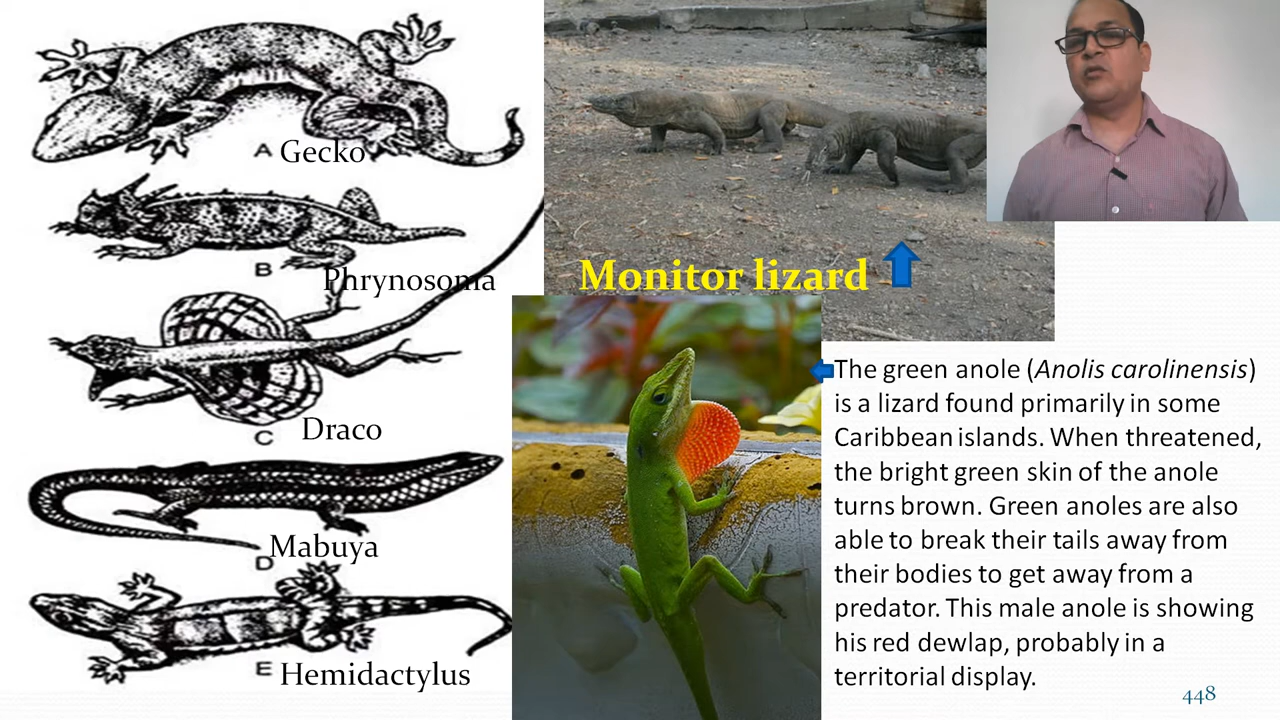 A Gecko
B
Phrynosoma
C Draco
Mabuya
D
E Hemidactylus
Monitor lizard
The green anole (Anolis carolinensis)
is a lizard found primarily in some
Caribbean islands. When threatened,
the bright green skin of the anole
turns brown. Green anoles are also
able to break their tails away from
their bodies to get away from a
predator. This male anole is showing
his red dewlap, probably in a
territorial display.
448